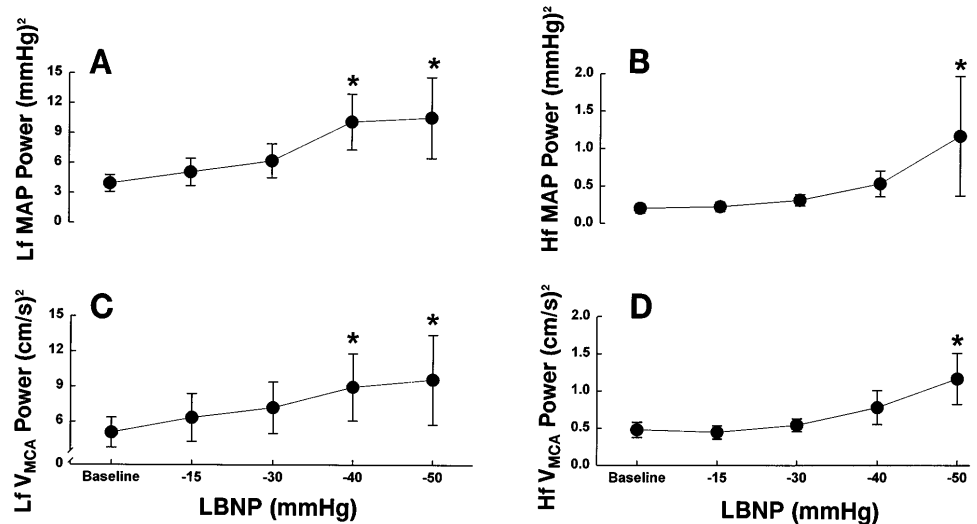 A
Lf MAP Power (mmHg)²
15
12
9
6
3
0
* *
B
Hf MAP Power (mmHg)²
2.0
1.5
1.0
0.5
0.0
*
C
Lf V_MCA Power (cm/s)²
15
9
6
0
* *
Baseline -15 -30 -40 -50
LBNP (mmHg)
D
Hf V_MCA Power (cm/s)²
2.0
1.5
1.0
0.5
0.0
*
Baseline -15 -30 -40 -50
LBNP (mmHg)